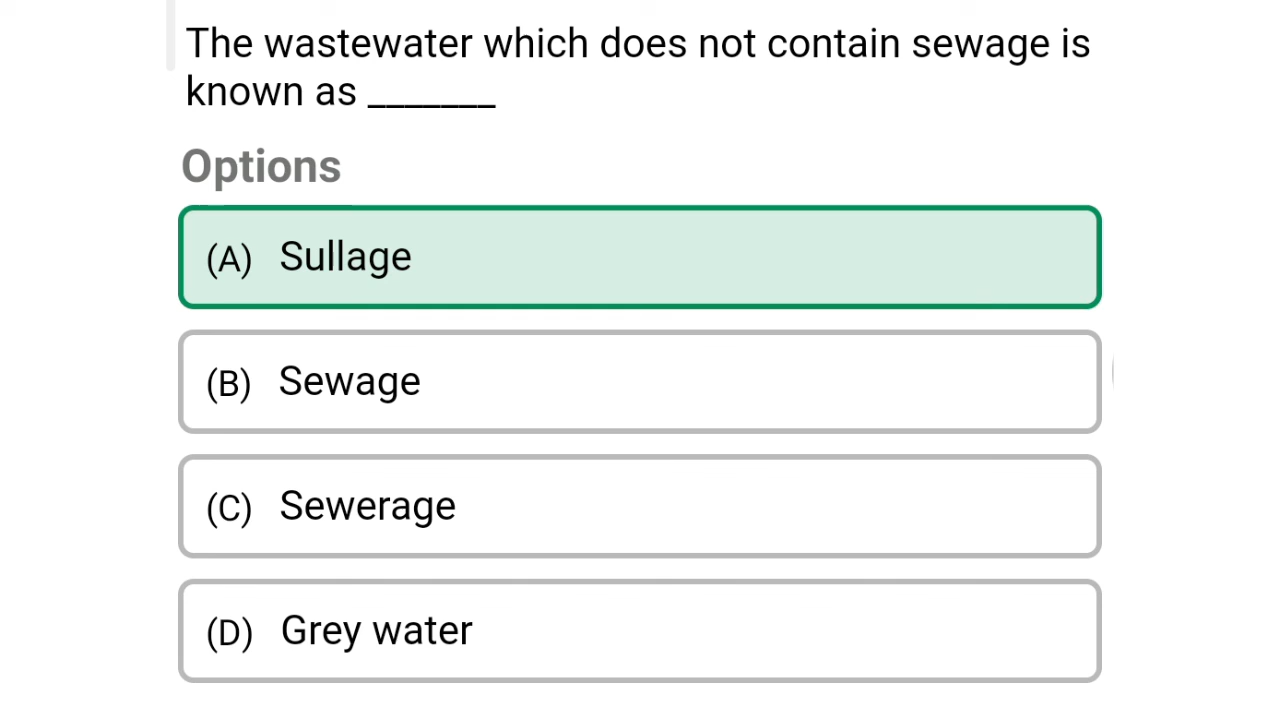 The wastewater which does not contain sewage is
known as _______
Options
(A) Sullage
(B) Sewage
(C) Sewerage
(D) Grey water